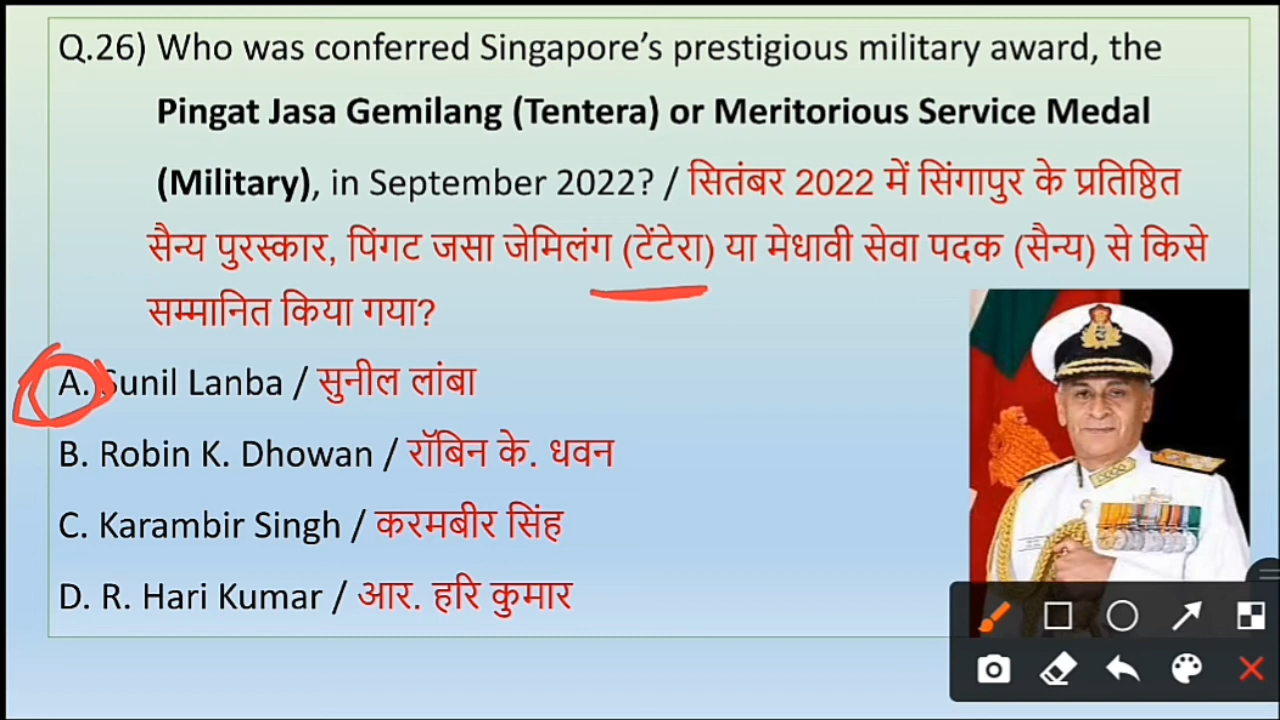 Q.26) Who was conferred Singapore’s prestigious military award, the
Pingat Jasa Gemilang (Tentera) or Meritorious Service Medal
(Military), in September 2022? / सितंबर 2022 में सिंगापुर के प्रतिष्ठित
सैन्य पुरस्कार, पिंगट जसा जेमिलंग (टेंटेरा) या मेधावी सेवा पदक (सैन्य) से किसे
सम्मानित किया गया?
A. Sunil Lanba / सुनील लांबा
B. Robin K. Dhowan / रॉबिन के. धवन
C. Karambir Singh / करमबीर सिंह
D. R. Hari Kumar / आर. हरि कुमार